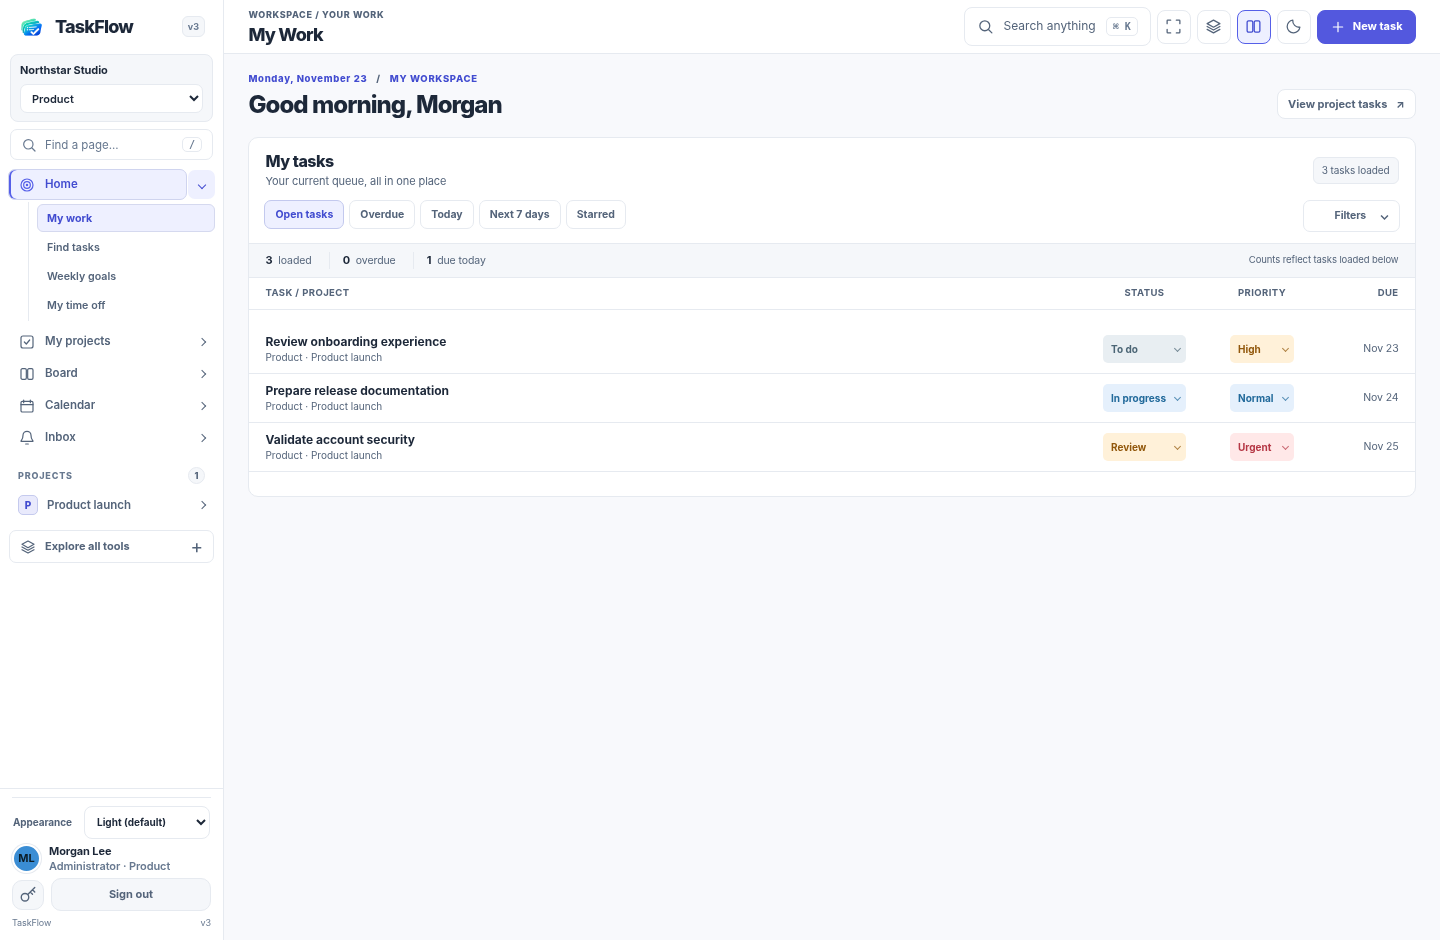 TaskFlow
v3
Northstar Studio
Product
Find a page...
/
Home
My work
Find tasks
Weekly goals
My time off
My projects
Board
Calendar
Inbox
PROJECTS
1
P Product launch
Explore all tools
+
Appearance
Light (default)
ML
Morgan Lee
Administrator · Product
Sign out
TaskFlow
v3
WORKSPACE / YOUR WORK
My Work
Search anything
⌘ K
+ New task
Monday, November 23 / MY WORKSPACE
Good morning, Morgan
View project tasks
My tasks
Your current queue, all in one place
3 tasks loaded
Open tasks
Overdue
Today
Next 7 days
Starred
Filters
3 loaded
0 overdue
1 due today
Counts reflect tasks loaded below
TASK / PROJECT STATUS PRIORITY DUE
Review onboarding experience
Product · Product launch
To do High Nov 23
Prepare release documentation
Product · Product launch
In progress Normal Nov 24
Validate account security
Product · Product launch
Review Urgent Nov 25